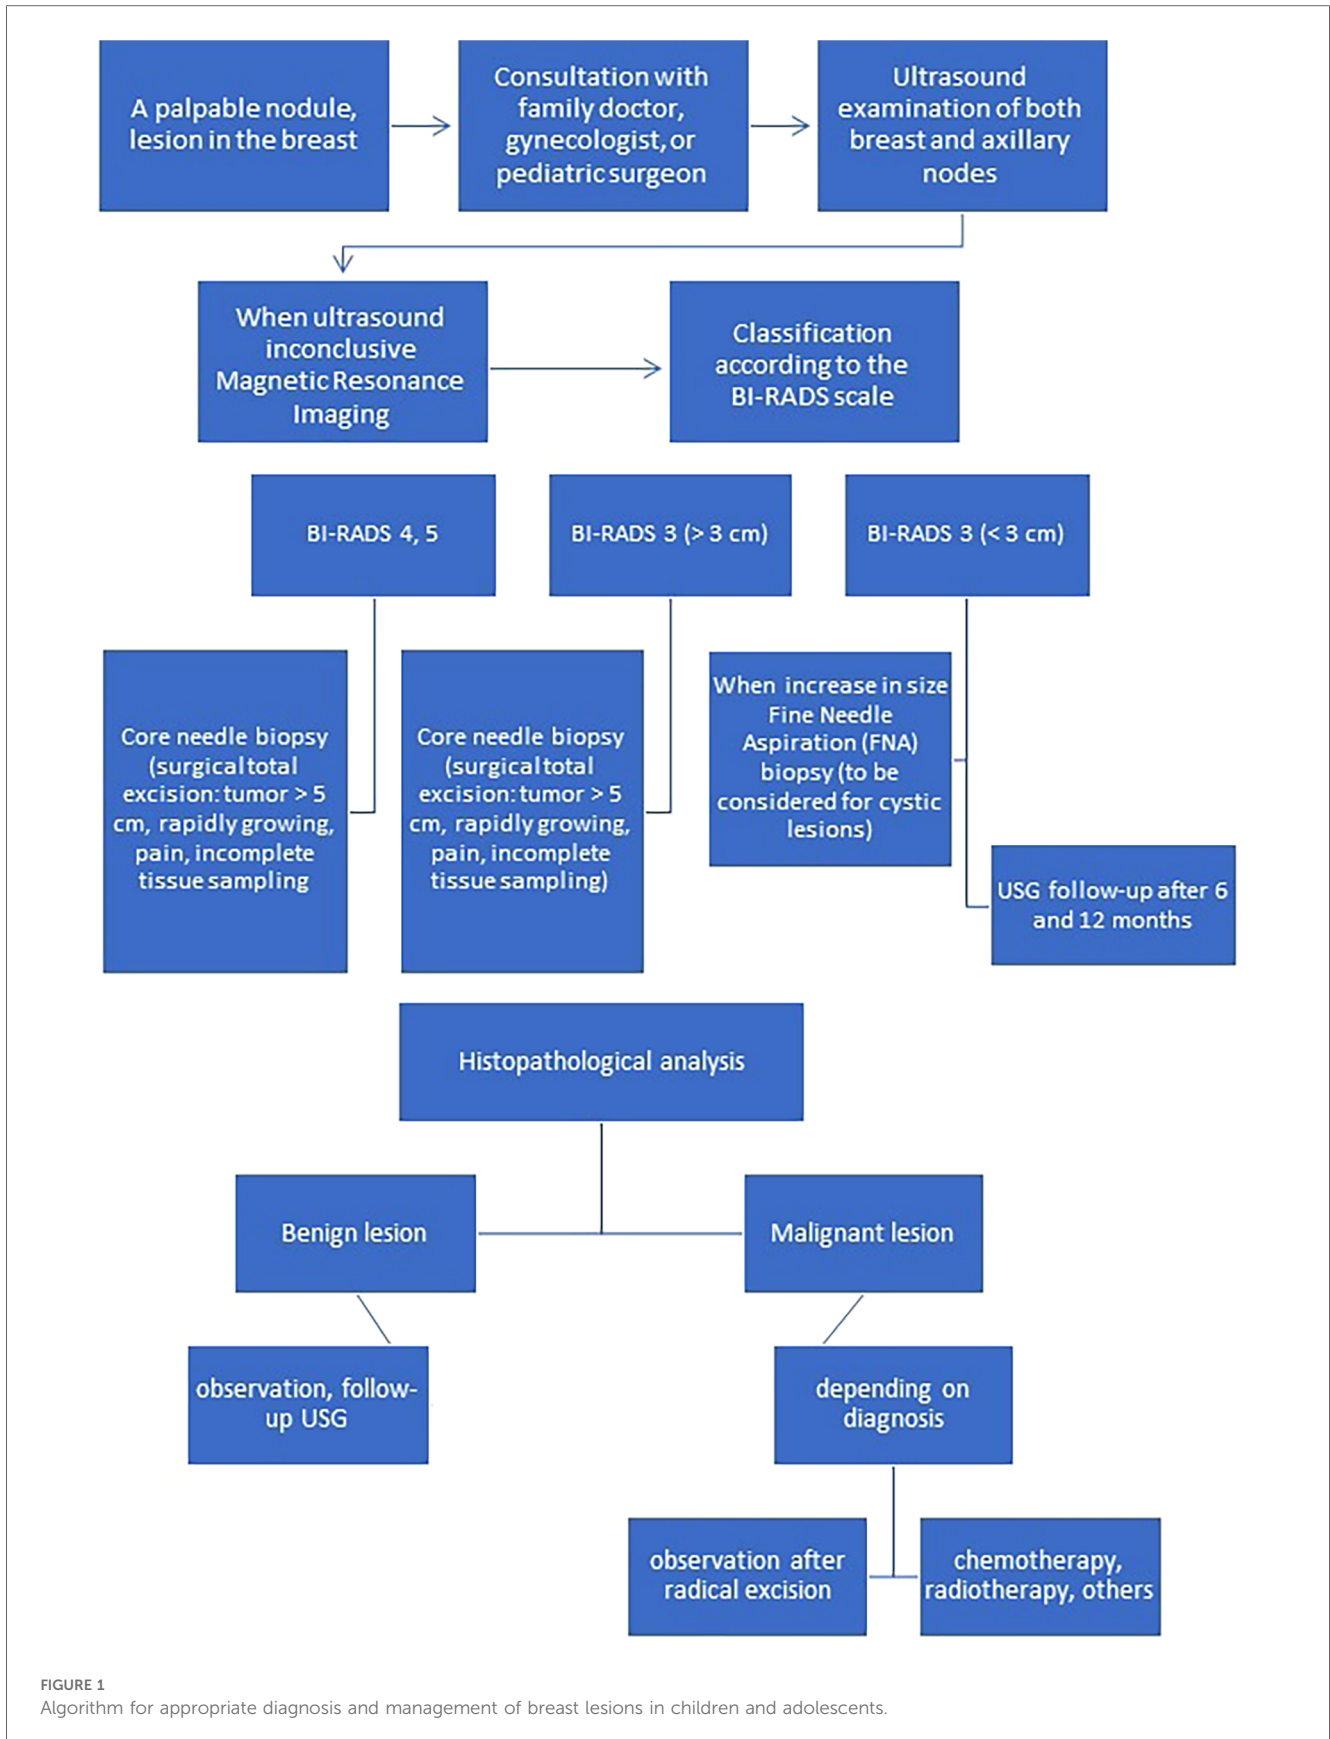 A palpable nodule,
lesion in the breast
Consultation with
family doctor,
gynecologist, or
pediatric surgeon
Ultrasound
examination of both
breast and axillary
nodes
When ultrasound
inconclusive
Magnetic Resonance
Imaging
Classification
according to the
BI-RADS scale
BI-RADS 4, 5
BI-RADS 3 (> 3 cm)
BI-RADS 3 (< 3 cm)
Core needle biopsy
(surgical total
excision: tumor > 5
cm, rapidly growing,
pain, incomplete
tissue sampling
Core needle biopsy
(surgical total
excision: tumor > 5
cm, rapidly growing,
pain, incomplete
tissue sampling)
When increase in size
Fine Needle
Aspiration (FNA)
biopsy (to be
considered for cystic
lesions)
USG follow-up after 6
and 12 months
Histopathological analysis
Benign lesion
Malignant lesion
observation, follow-
up USG
depending on
diagnosis
observation after
radical excision
chemotherapy,
radiotherapy, others
FIGURE 1
Algorithm for appropriate diagnosis and management of breast lesions in children and adolescents.